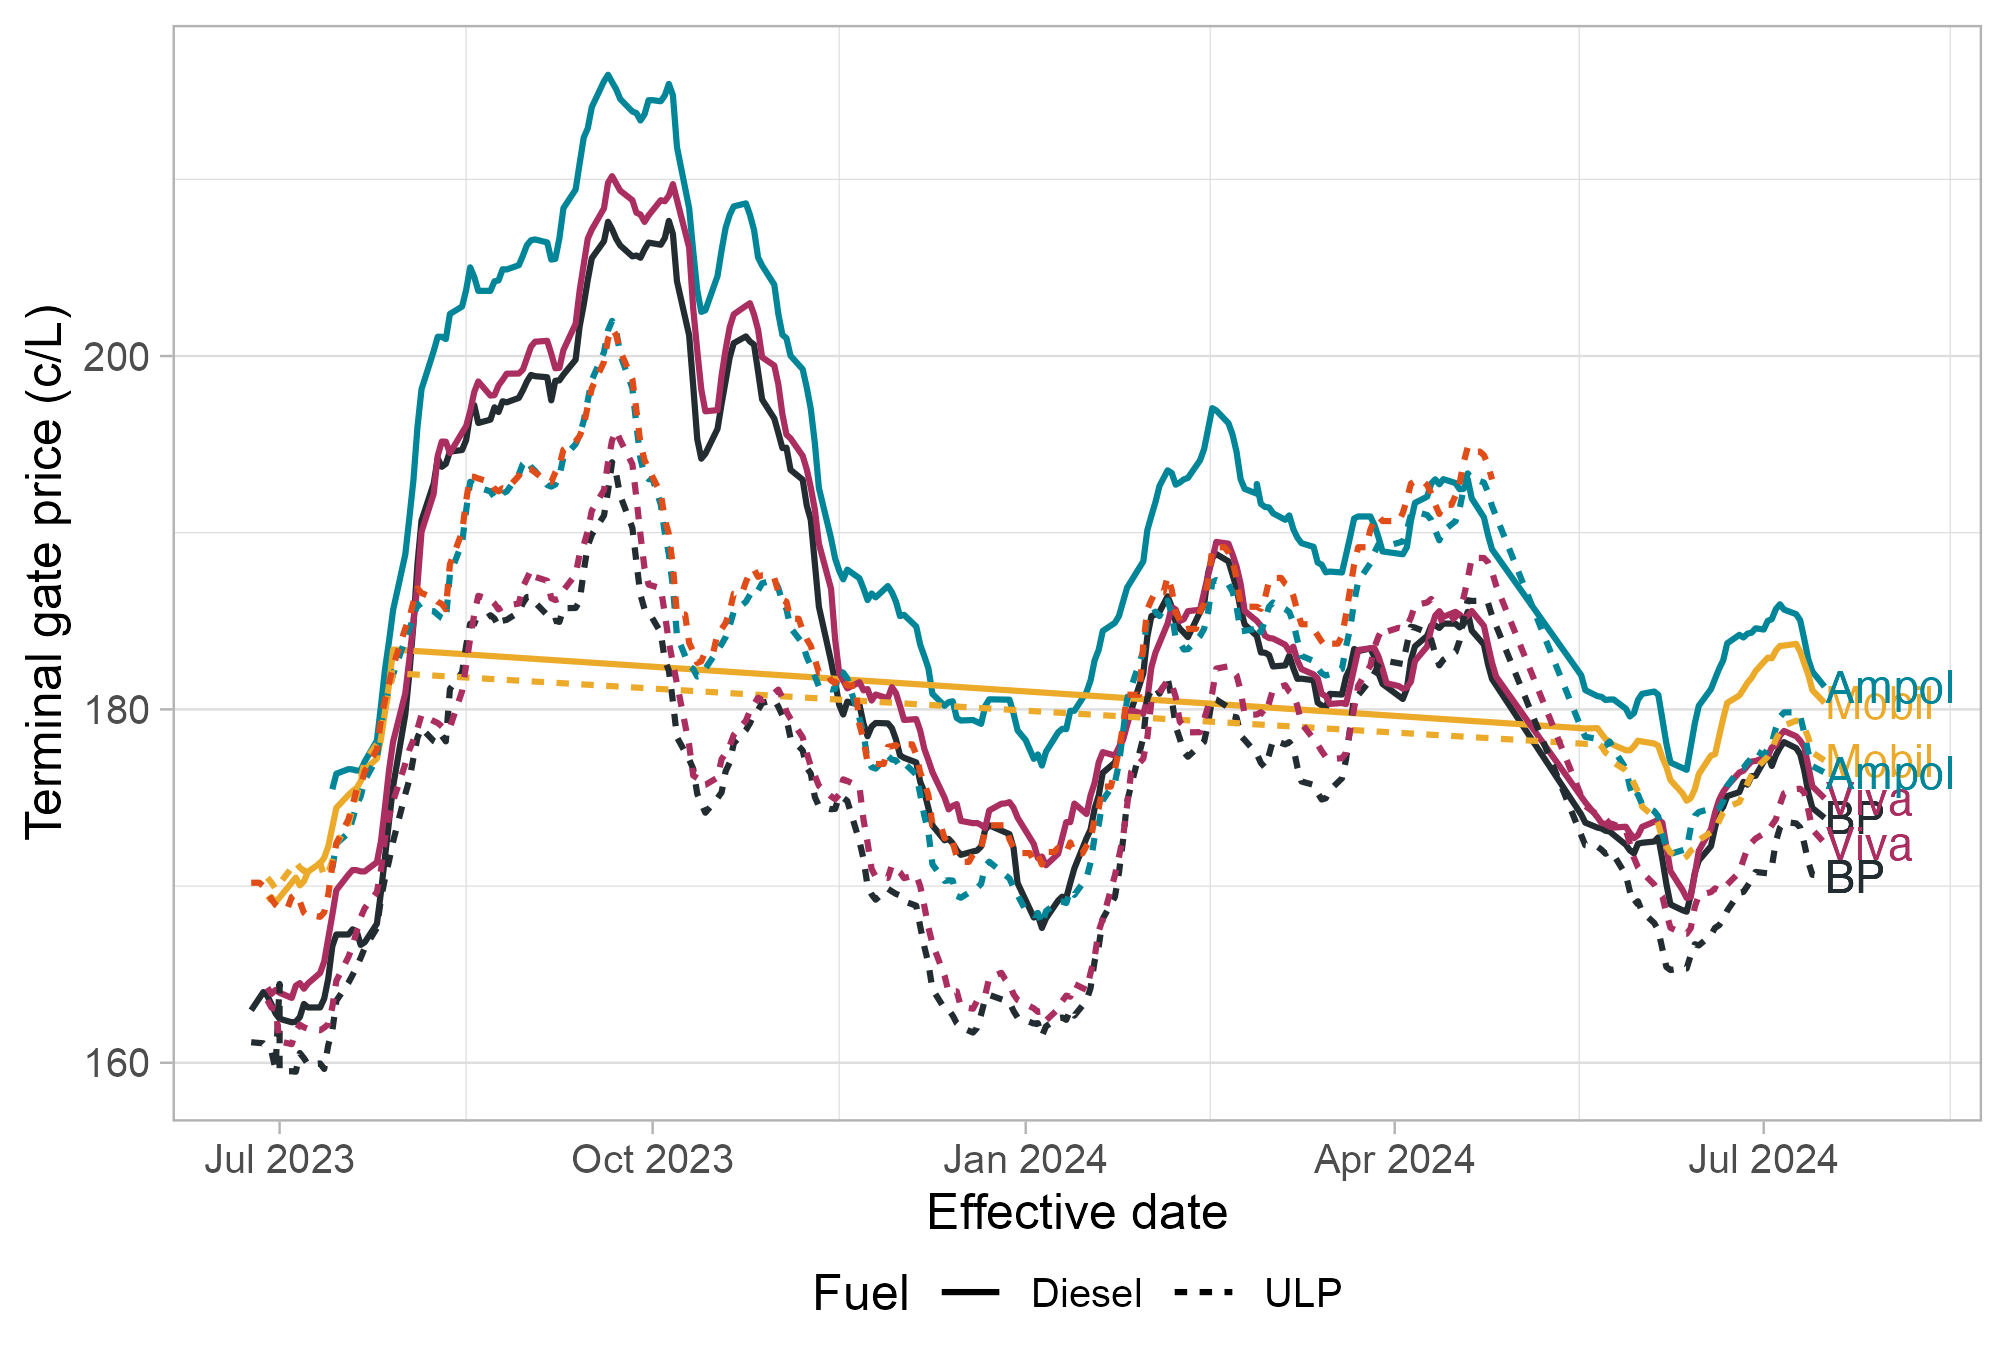 Terminal gate price (c/L)
200
180
160
Ampol
Mobil
Mobil
Ampol
Viva
BP
Viva
BP
Jul 2023
Oct 2023
Jan 2024
Apr 2024
Jul 2024
Effective date
Fuel Diesel ULP